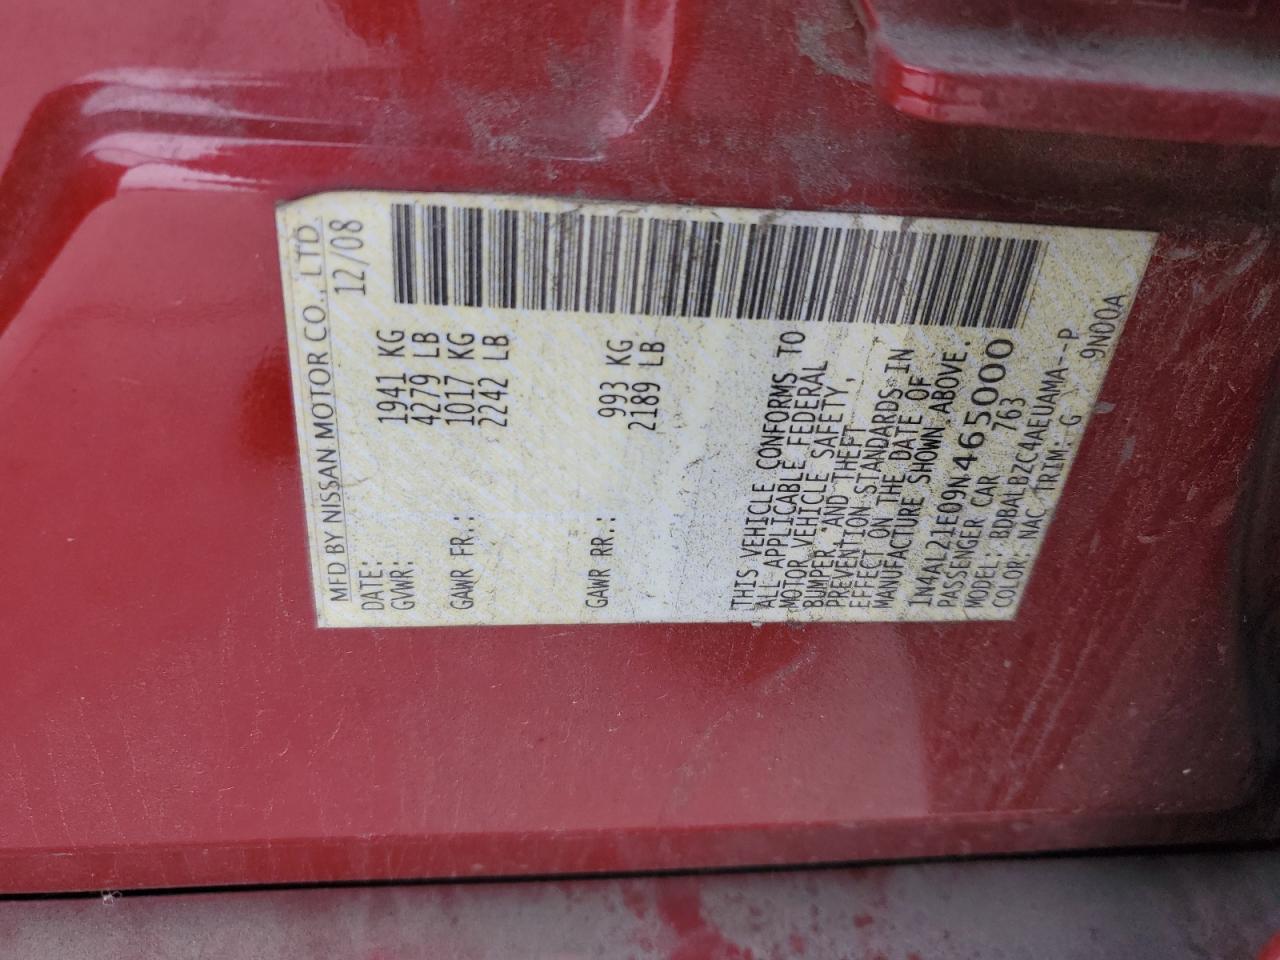 MFD BY NISSAN MOTOR CO., LTD.
DATE: 12/08
GVWR: 1941 KG
4279 LB
GAWR FR.: 1017 KG
2242 LB
GAWR RR.: 993 KG
2189 LB
THIS VEHICLE CONFORMS TO
ALL APPLICABLE FEDERAL
MOTOR VEHICLE SAFETY,
BUMPER AND THEFT
PREVENTION STANDARDS IN
EFFECT ON THE DATE OF
MANUFACTURE SHOWN ABOVE.
1N4AL21E09N465000
PASSENGER CAR 763
MODEL: BDBALBZC4AEUAMA--P
COLOR: NAC TRIM: G 9N00A